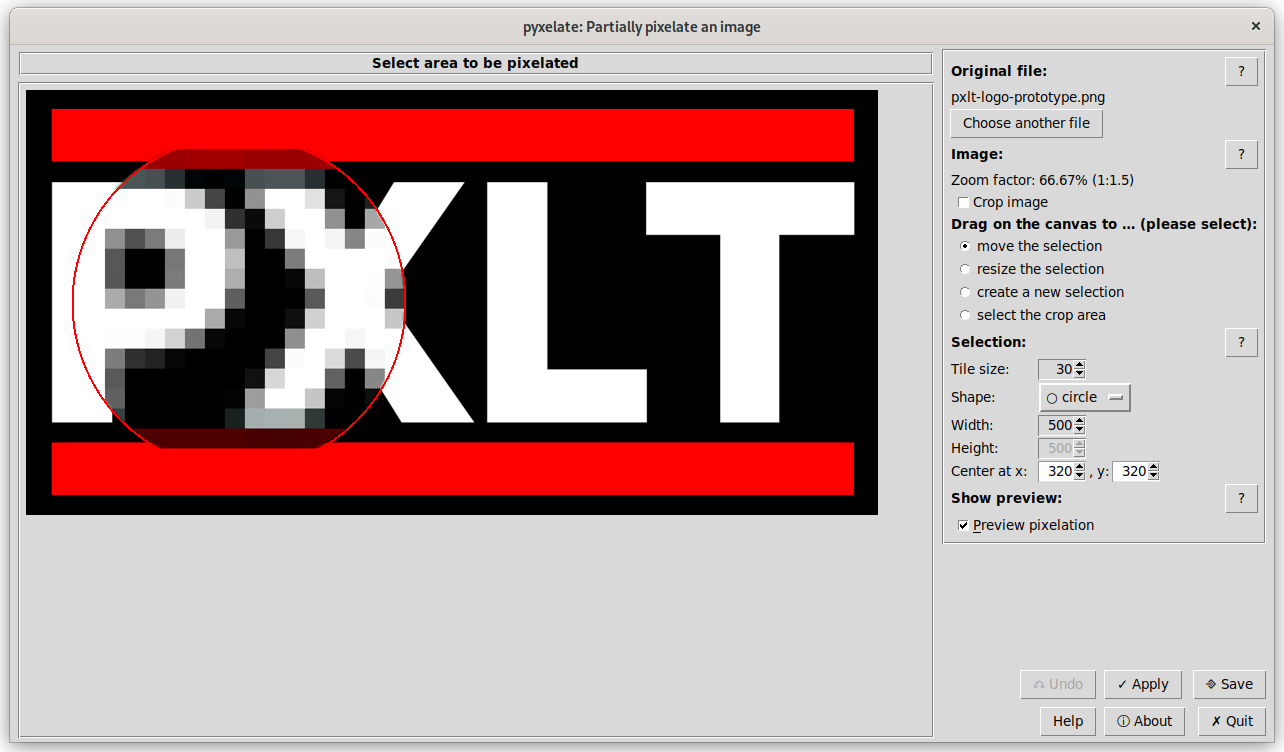 pyxelate: Partially pixelate an image
Select area to be pixelated
PXLT
Original file:
?
pxlt-logo-prototype.png
Choose another file
Image:
?
Zoom factor: 66.67% (1:1.5)
Crop image
Drag on the canvas to ... (please select):
move the selection
resize the selection
create a new selection
select the crop area
Selection:
?
Tile size: 30
Shape: ○ circle
Width: 500
Height: 500
Center at x: 320 , y: 320
Show preview:
?
Preview pixelation
Undo
✓ Apply
Save
Help
ⓘ About
✗ Quit